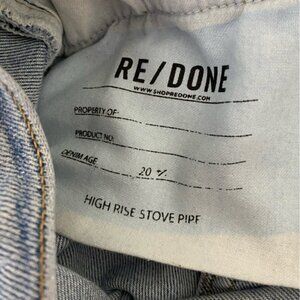 RE/DONE
WWW.SHOPREDONE.COM
PROPERTY OF
PRODUCT NO.
DENIM AGE 20
HIGH RISE STOVE PIPE